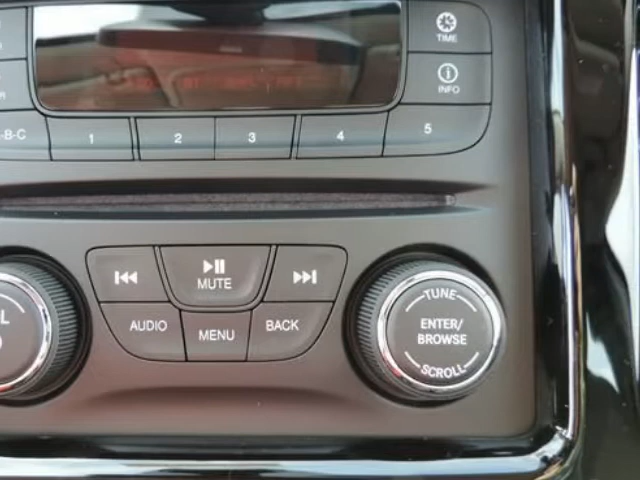 TIME
INFO
R
B-C 1 2 3 4 5
MUTE
AUDIO MENU BACK
TUNE
ENTER/
BROWSE
SCROLL
L